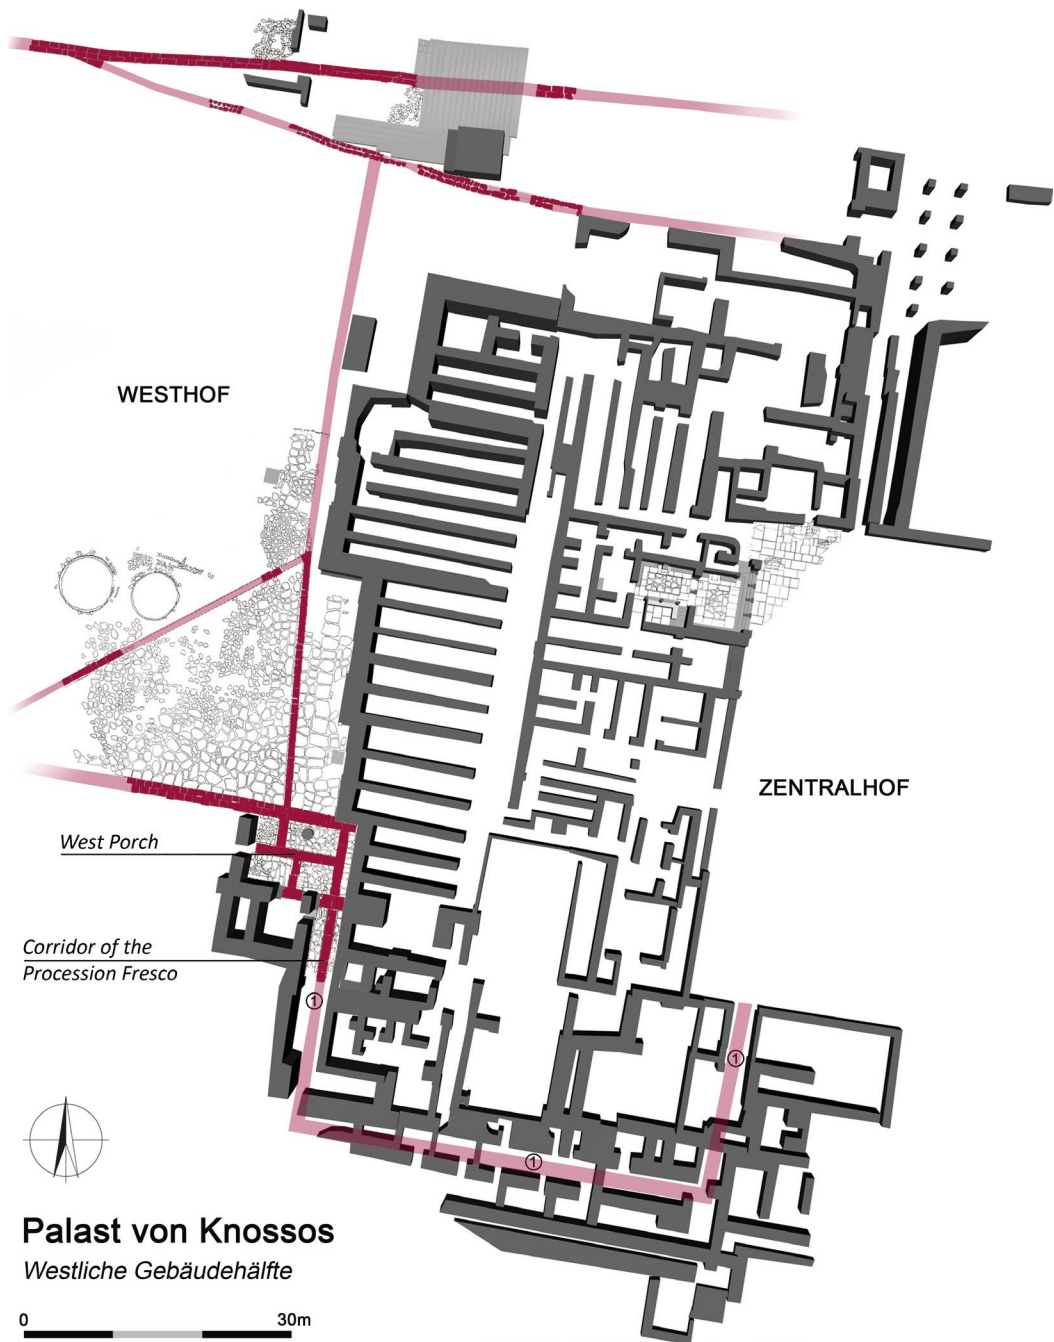 WESTHOF
ZENTRALHOF
West Porch
Corridor of the
Procession Fresco
1
1
1
Palast von Knossos
Westliche Gebäudehälfte
0 30m